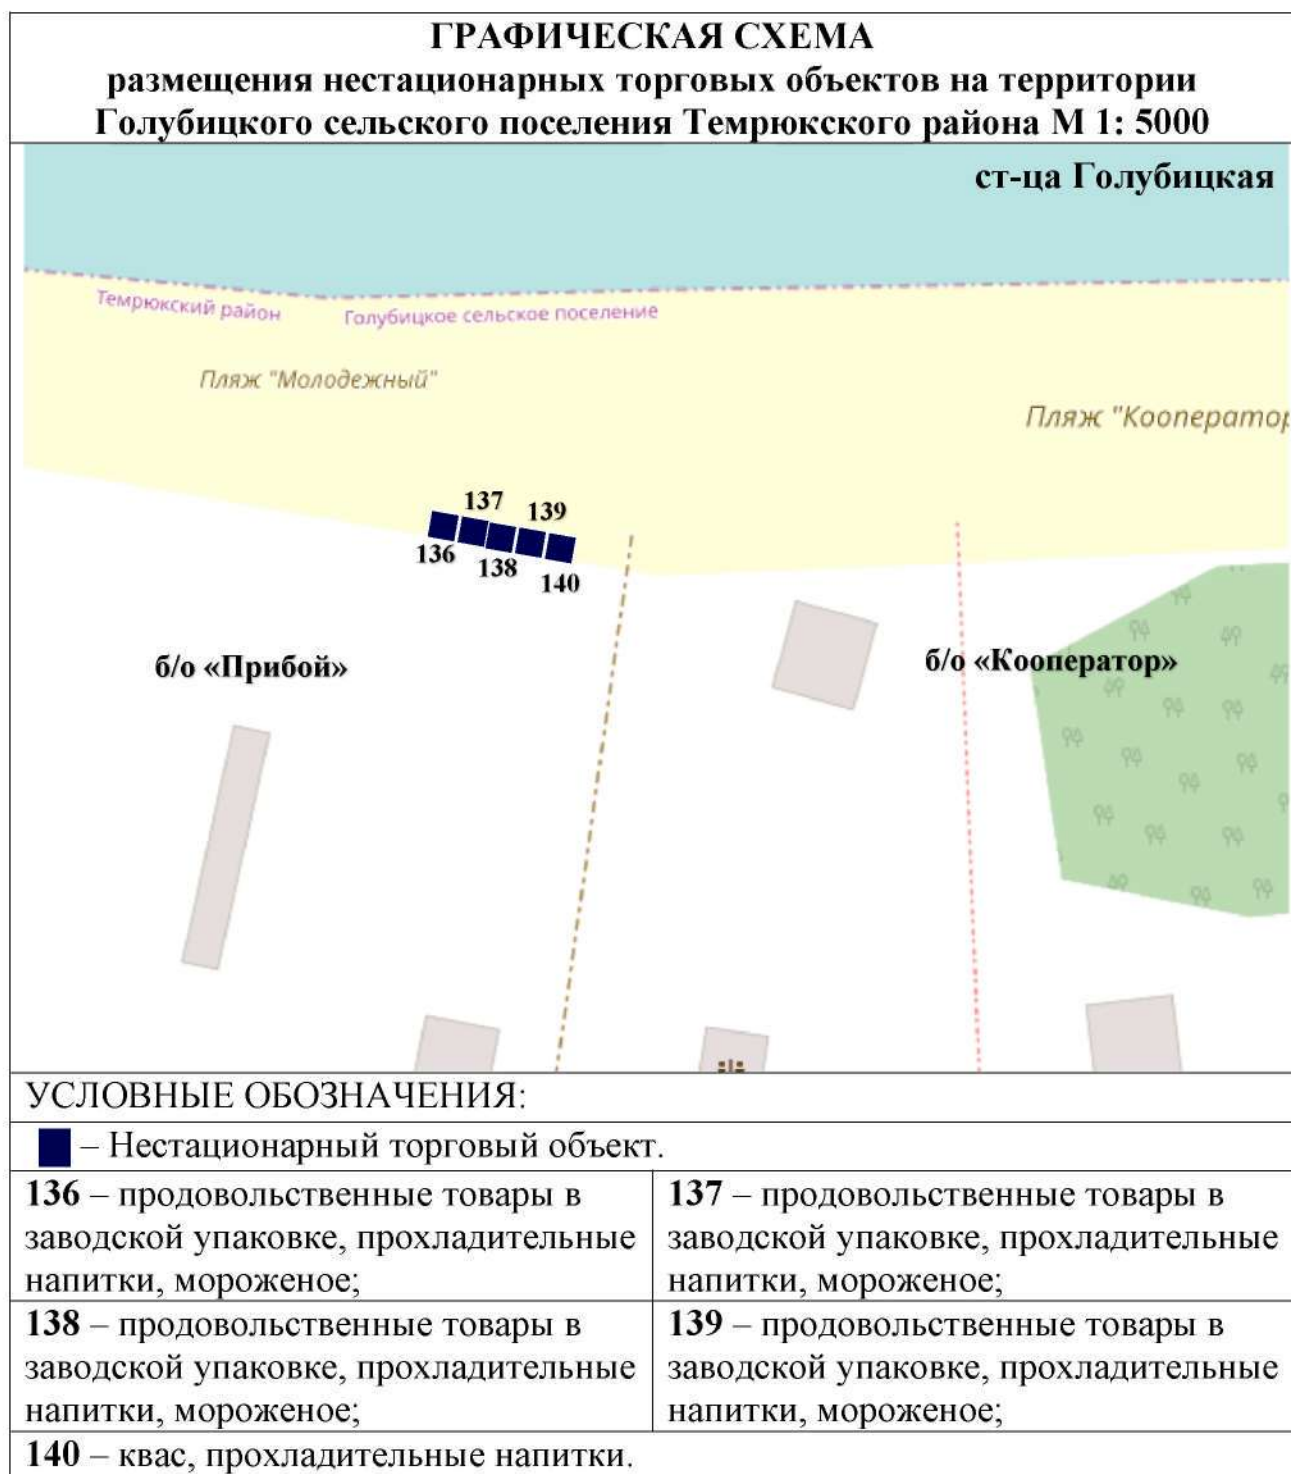 ГРАФИЧЕСКАЯ СХЕМА
размещения нестационарных торговых объектов на территории
Голубицкого сельского поселения Темрюкского района М 1: 5000
ст-ца Голубицкая
Темрюкский район
Голубицкое сельское поселение
Пляж "Молодежный"
Пляж "Кооператор
137
139
136
138
140
б/о «Прибой»
б/о «Кооператор»
УСЛОВНЫЕ ОБОЗНАЧЕНИЯ:
– Нестационарный торговый объект.
136 – продовольственные товары в
заводской упаковке, прохладительные
напитки, мороженое;
137 – продовольственные товары в
заводской упаковке, прохладительные
напитки, мороженое;
138 – продовольственные товары в
заводской упаковке, прохладительные
напитки, мороженое;
139 – продовольственные товары в
заводской упаковке, прохладительные
напитки, мороженое;
140 – квас, прохладительные напитки.